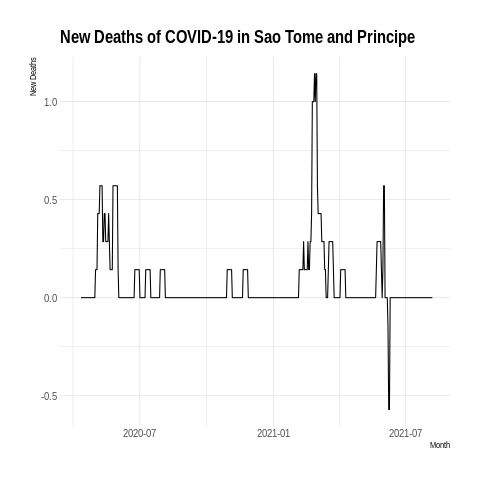 New Deaths of COVID-19 in Sao Tome and Principe
New Deaths
1.0
0.5
0.0
-0.5
2020-07
2021-01
2021-07
Month